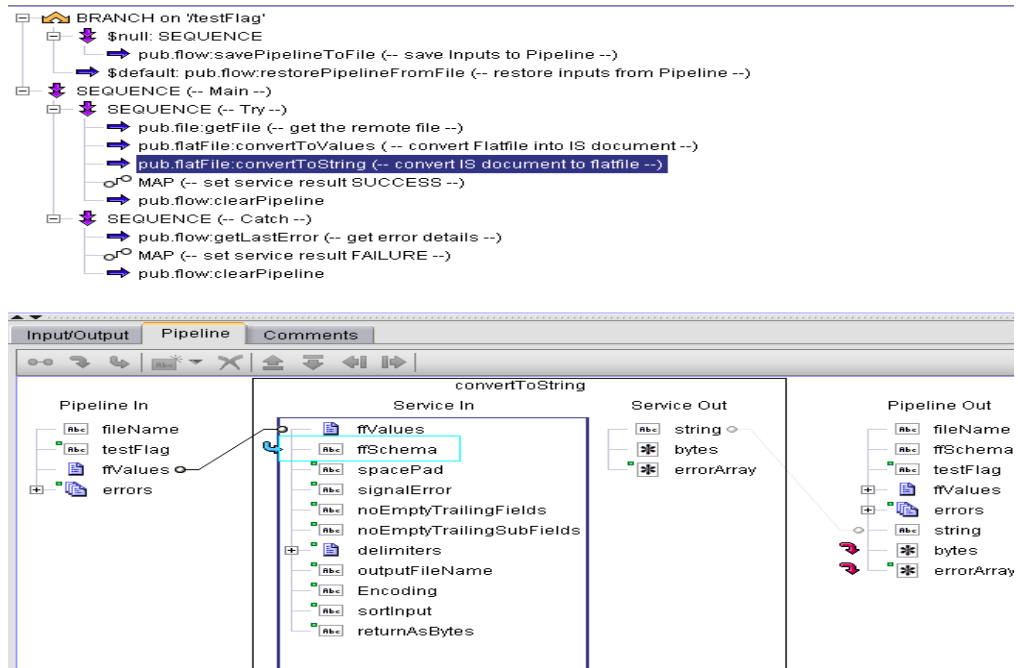 BRANCH on '/testFlag'
$null: SEQUENCE
pub.flow:savePipelineToFile (-- save Inputs to Pipeline --)
$default: pub.flow:restorePipelineFromFile (-- restore inputs from Pipeline --)
SEQUENCE (-- Main --)
SEQUENCE (-- Try --)
pub.file:getFile (-- get the remote file --)
pub.flatFile:convertToValues (-- convert Flatfile into IS document --)
pub.flatFile:convertToString (-- convert IS document to flatfile --)
MAP (-- set service result SUCCESS --)
pub.flow:clearPipeline
SEQUENCE (-- Catch --)
pub.flow:getLastError (-- get error details --)
MAP (-- set service result FAILURE --)
pub.flow:clearPipeline
Input/Output Pipeline Comments
convertToString
Pipeline In Service In Service Out Pipeline Out
fileName ffValues string fileName
testFlag ffSchema bytes ffSchema
ffValues spacePad errorArray testFlag
errors signalError ffValues
noEmptyTrailingFields errors
noEmptyTrailingSubFields string
delimiters bytes
outputFileName errorArray
Encoding
sortInput
returnAsBytes